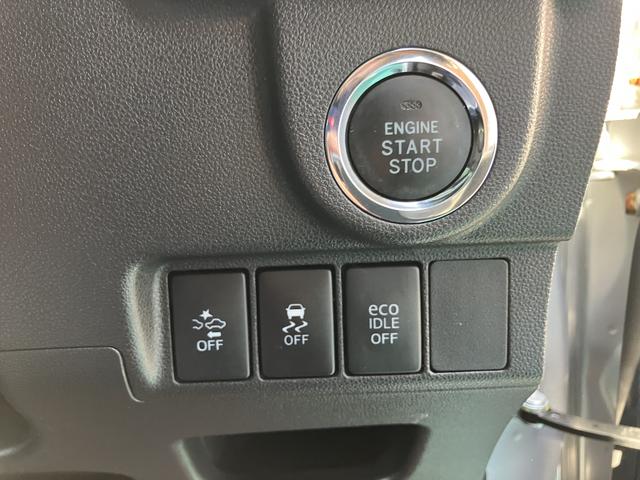 ENGINE
START
STOP
OFF
OFF
eco
IDLE
OFF